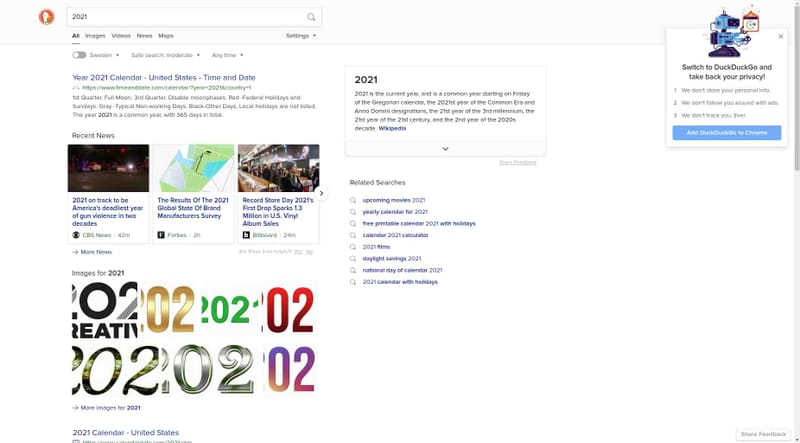 2021
All Images Videos News Maps Settings
Sweden Safe search: moderate Any time
Year 2021 Calendar - United States - Time and Date
https://www.timeanddate.com/calendar/?year=2021&country=1
1st Quarter. Full Moon. 3rd Quarter. Disable moonphases. Red -Federal Holidays and
Sundays. Gray -Typical Non-working Days. Black-Other Days. Local holidays are not listed.
The year 2021 is a common year, with 365 days in total.
Recent News
2021 on track to be
America's deadliest year
of gun violence in two
decades
CBS News · 42m
The Results Of The 2021
Global State Of Brand
Manufacturers Survey
Forbes · 2h
Record Store Day 2021's
First Drop Sparks 1.3
Million in U.S. Vinyl
Album Sales
Billboard · 24m
More News
Are these links helpful? Yes No
Images for 2021
202
REATIV
202
2021
202
202
202
02
More Images for 2021
2021 Calendar - United States
2021
2021 is the current year, and is a common year starting on Friday
of the Gregorian calendar, the 2021st year of the Common Era and
Anno Domini designations, the 21st year of the 3rd millennium, the
21st year of the 21st century, and the 2nd year of the 2020s
decade. Wikipedia
Share Feedback
Related Searches
upcoming movies 2021
yearly calendar for 2021
free printable calendar 2021 with holidays
calendar 2021 calculator
2021 films
daylight savings 2021
national day of calendar 2021
2021 calendar with holidays
Switch to DuckDuckGo and
take back your privacy!
1 We don't store your personal info.
2 We don't follow you around with ads.
3 We don't track you. Ever.
Add DuckDuckGo to Chrome
Share Feedback